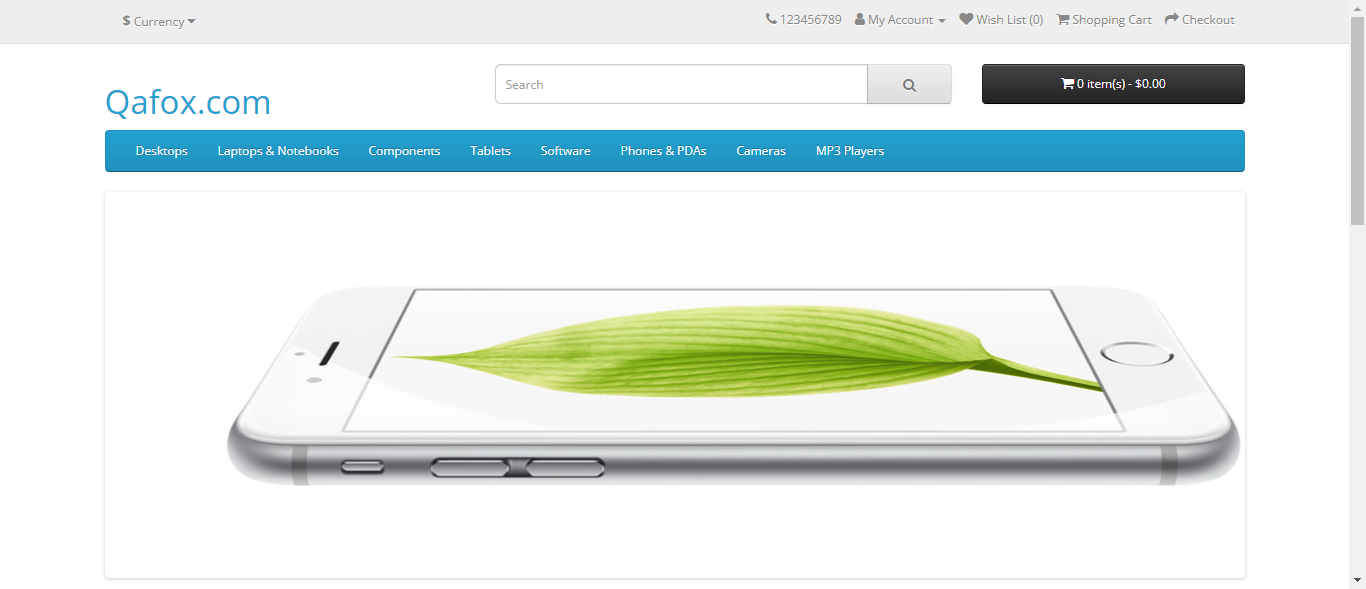 $ Currency
123456789 My Account Wish List (0) Shopping Cart Checkout
Qafox.com
Search
0 item(s) - $0.00
Desktops Laptops & Notebooks Components Tablets Software Phones & PDAs Cameras MP3 Players